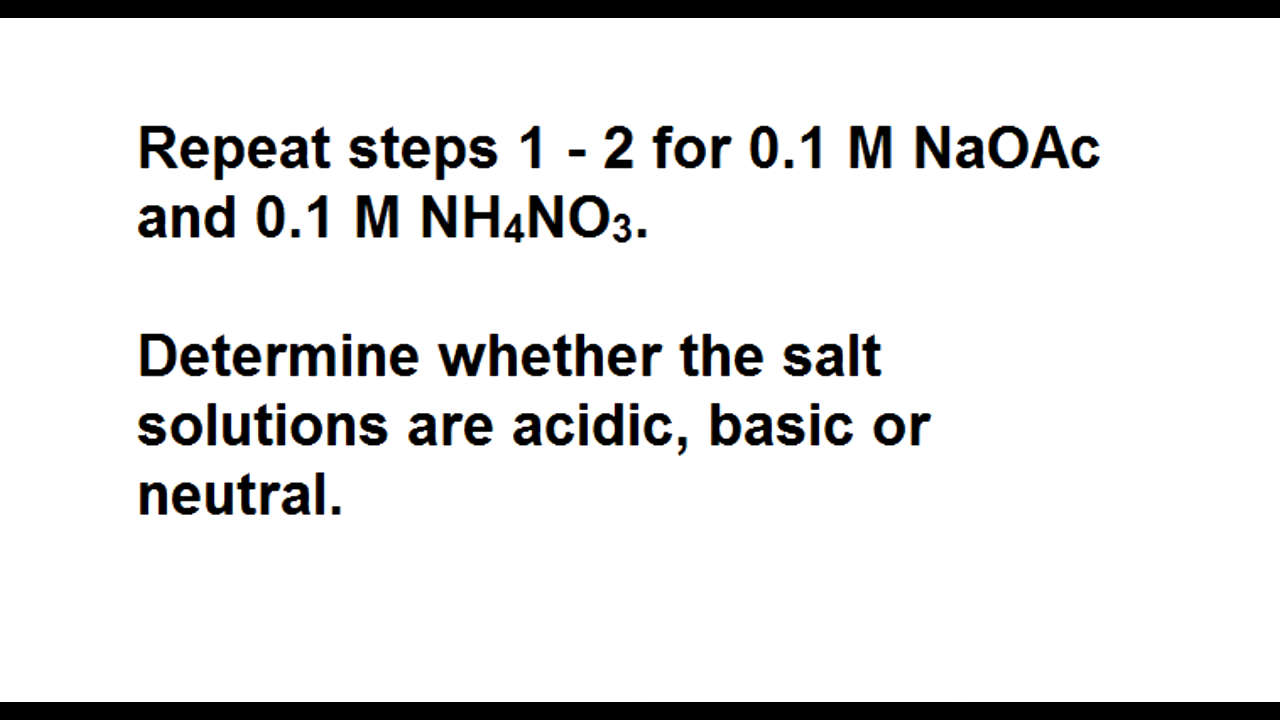 Repeat steps 1 - 2 for 0.1 M NaOAc
and 0.1 M NH₄NO₃.
Determine whether the salt
solutions are acidic, basic or
neutral.